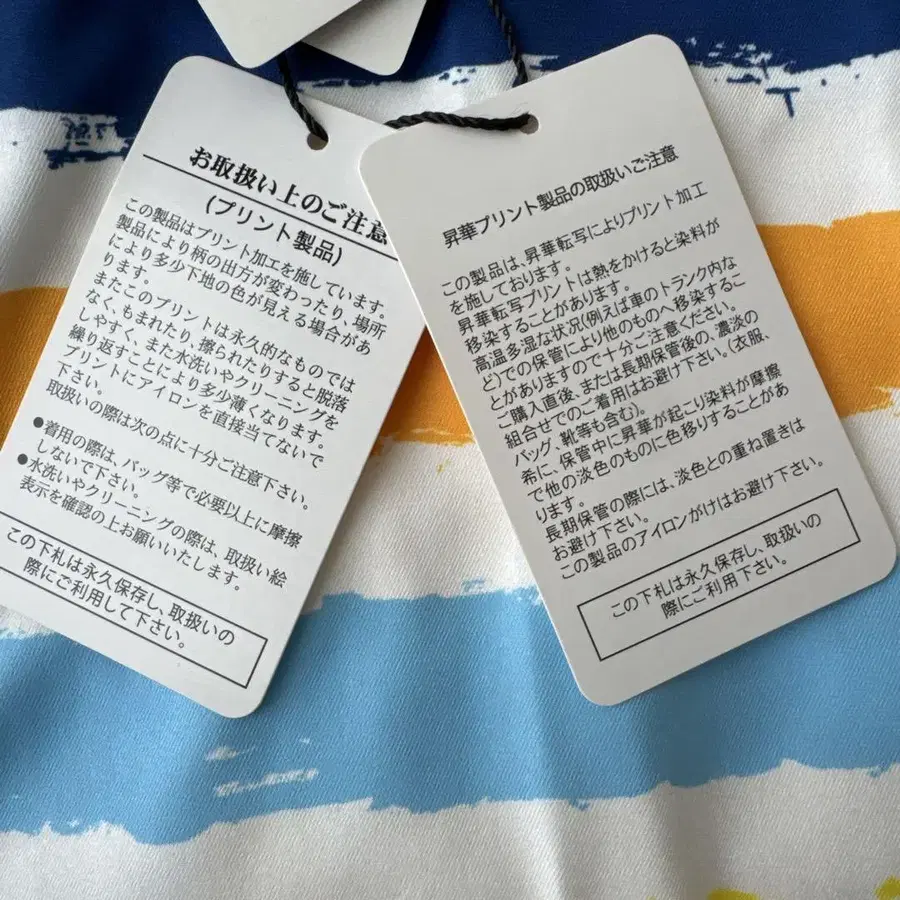 お取扱い上のご注意
(プリント製品)
この製品はプリント加工を施しています。
製品により柄の出方が変わったり、場所
により多少下地の色が見える場合があ
ります。
またこのプリントは永久的なものでは
なく、もまれたり、擦られたりすると脱落
しやすく、また水洗いやクリーニングを
繰り返すことにより多少薄くなります。
プリントにアイロンを直接当てないで
下さい。
取扱いの際は次の点に十分ご注意下さい。
●着用の際は、バッグ等で必要以上に摩擦
しないで下さい。
●水洗いやクリーニングの際は、取扱い絵
表示を確認の上お願いいたします。
この下札は永久保存し、取扱いの
際にご利用して下さい。
昇華プリント製品の取扱いご注意
この製品は、昇華転写によりプリント加工
を施しております。
昇華転写プリントは熱をかけると染料が
移染することがあります。
高温多湿な状況(例えば車のトランク内な
ど)での保管により他のものへ移染するこ
とがありますので十分ご注意ください。
ご購入直後、または長期保管後の、濃淡の
組合せでのご着用はお避け下さい。(衣服、
バッグ、靴等も含む)。
希に、保管中に昇華が起こり染料が摩擦
で他の淡色のものに色移りすることがあ
ります。
長期保管の際には、淡色との重ね置きは
お避け下さい。
この製品のアイロンがけはお避け下さい。
この下札は永久保存し、取扱いの
際にご利用下さい。